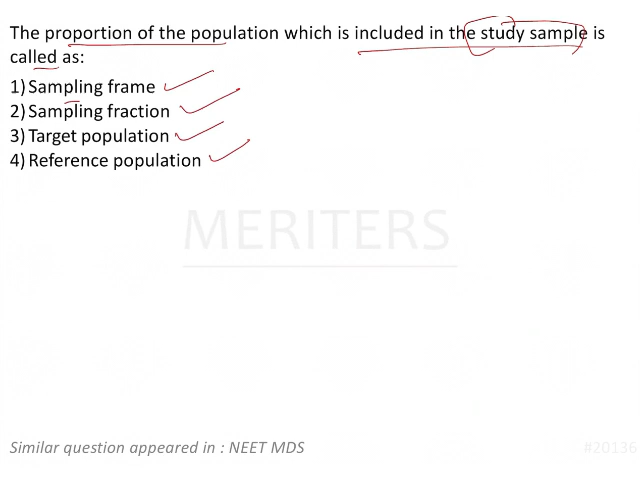 The proportion of the population which is included in the study sample is
called as:
1) Sampling frame
2) Sampling fraction
3) Target population
4) Reference population
MERITERS
Similar question appeared in : NEET MDS
#20136